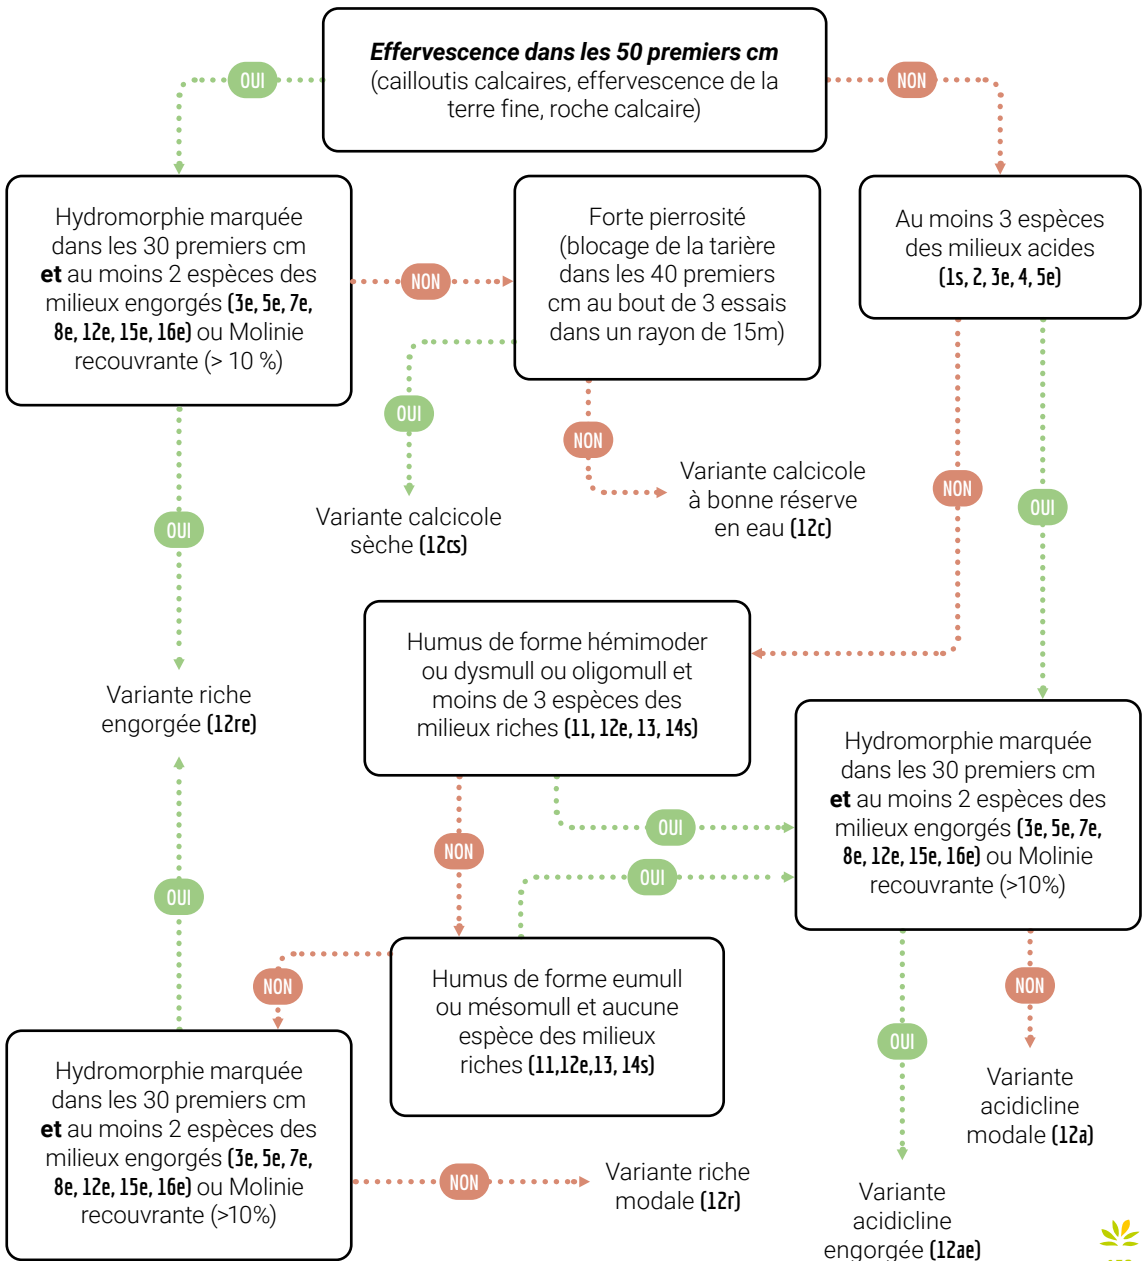 Effervescence dans les 50 premiers cm
(cailloutis calcaires, effervescence de la
terre fine, roche calcaire)
OUI
NON
Hydromorphie marquée
dans les 30 premiers cm
et au moins 2 espèces des
milieux engorgés (3e, 5e, 7e,
8e, 12e, 15e, 16e) ou Molinie
recouvrante (> 10 %)
NON
Forte pierrosité
(blocage de la tarière
dans les 40 premiers
cm au bout de 3 essais
dans un rayon de 15m)
Au moins 3 espèces
des milieux acides
(1s, 2, 3e, 4, 5e)
OUI
NON
NON
OUI
OUI
Variante calcicole
sèche (12cs)
Variante calcicole
à bonne réserve
en eau (12c)
Humus de forme hémimoder
ou dysmull ou oligomull et
moins de 3 espèces des
milieux riches (11, 12e, 13, 14s)
Variante riche
engorgée (12re)
Hydromorphie marquée
dans les 30 premiers cm
et au moins 2 espèces des
milieux engorgés (3e, 5e, 7e,
8e, 12e, 15e, 16e) ou Molinie
recouvrante (>10%)
OUI
NON
OUI
OUI
NON
Humus de forme eumull
ou mésomull et aucune
espèce des milieux
riches (11,12e,13, 14s)
NON
OUI
Hydromorphie marquée
dans les 30 premiers cm
et au moins 2 espèces des
milieux engorgés (3e, 5e, 7e,
8e, 12e, 15e, 16e) ou Molinie
recouvrante (>10%)
NON
Variante riche
modale (12r)
Variante
acidicline
modale (12a)
Variante
acidicline
engorgée (12ae)